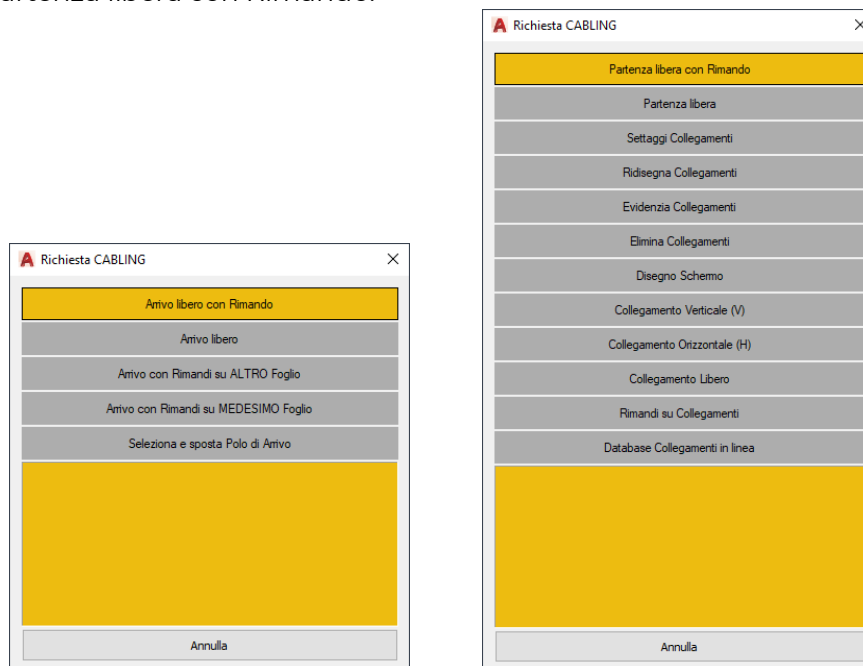 libera con Rimando.
Richiesta CABLING
Arrivo libero con Rimando
Arrivo libero
Arrivo con Rimandi su ALTRO Foglio
Arrivo con Rimandi su MEDESIMO Foglio
Seleziona e sposta Polo di Arrivo
Annulla
Richiesta CABLING
Partenza libera con Rimando
Partenza libera
Settaggi Collegamenti
Ridisegna Collegamenti
Evidenzia Collegamenti
Elimina Collegamenti
Disegno Schermo
Collegamento Verticale (V)
Collegamento Orizzontale (H)
Collegamento Libero
Rimandi su Collegamenti
Database Collegamenti in linea
Annulla